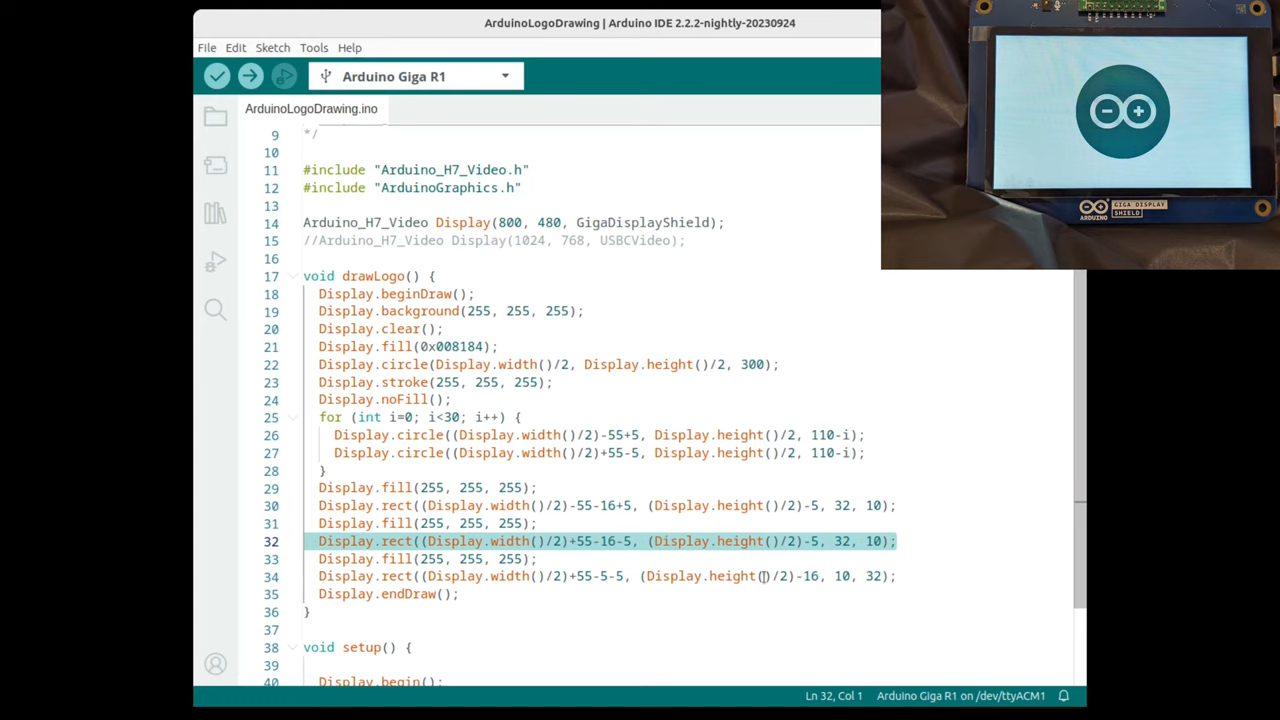 ArduinoLogoDrawing | Arduino IDE 2.2.2-nightly-20230924
File Edit Sketch Tools Help
Arduino Giga R1
ArduinoLogoDrawing.ino
9 */
10
11 #include "Arduino_H7_Video.h"
12 #include "ArduinoGraphics.h"
13
14 Arduino_H7_Video Display(800, 480, GigaDisplayShield);
15 //Arduino_H7_Video Display(1024, 768, USBCVideo);
16
17 void drawLogo() {
18 Display.beginDraw();
19 Display.background(255, 255, 255);
20 Display.clear();
21 Display.fill(0x008184);
22 Display.circle(Display.width()/2, Display.height()/2, 300);
23 Display.stroke(255, 255, 255);
24 Display.noFill();
25 for (int i=0; i<30; i++) {
26 Display.circle((Display.width()/2)-55+5, Display.height()/2, 110-i);
27 Display.circle((Display.width()/2)+55-5, Display.height()/2, 110-i);
28 }
29 Display.fill(255, 255, 255);
30 Display.rect((Display.width()/2)-55-16+5, (Display.height()/2)-5, 32, 10);
31 Display.fill(255, 255, 255);
32 Display.rect((Display.width()/2)+55-16-5, (Display.height()/2)-5, 32, 10);
33 Display.fill(255, 255, 255);
34 Display.rect((Display.width()/2)+55-5-5, (Display.height()/2)-16, 10, 32);
35 Display.endDraw();
36 }
37
38 void setup() {
39
40 Display.begin();
Ln 32, Col 1 Arduino Giga R1 on /dev/ttyACM1
ARDUINO
GIGA DISPLAY
SHIELD